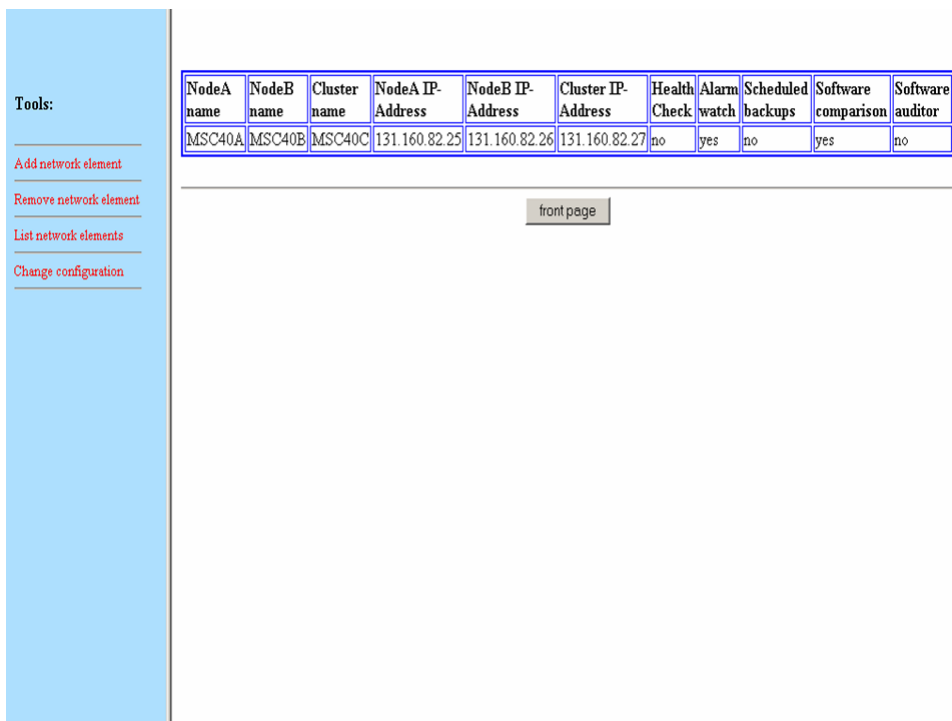 Tools:
Add network element
Remove network element
List network elements
Change configuration
NodeA name NodeB name Cluster name NodeA IP-Address NodeB IP-Address Cluster IP-Address Health Check Alarm watch Scheduled backups Software comparison Software auditor
MSC40A MSC40B MSC40C 131.160.82.25 131.160.82.26 131.160.82.27 no yes no yes no
front page